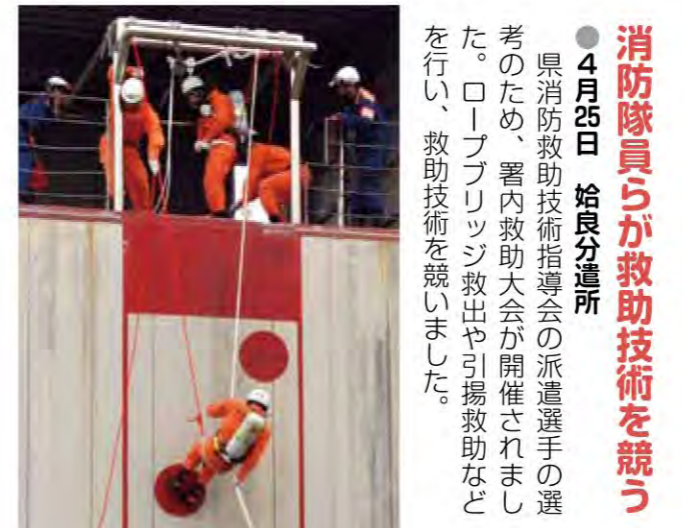 消防隊員らが救助技術を競う
●4月25日　姶良分遣所
県消防救助技術指導会の派遣選手の選
考のため、署内救助大会が開催されまし
た。ロープブリッジ救出や引揚救助など
を行い、救助技術を競いました。